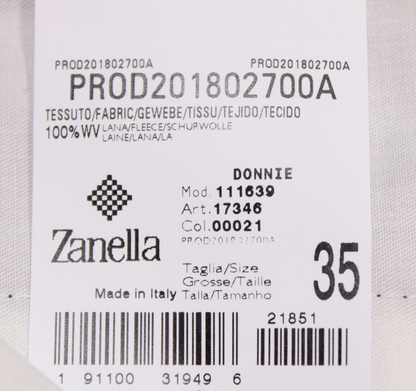 PROD201802700A PROD201802700A
PROD201802700A
TESSUTO/FABRIC/GEWEBE/TISSU/TEJIDO/TECIDO
100%WV LANA/FLEECE/SCHURWOLLE
LAINE/LANA/LA
DONNIE
Mod. 111639
Art. 17346
Col. 00021
PROD201802700A
Zanella
Taglia/Size
Grosse/Taille
Made in Italy Talla/Tamanho
35
21851
1 91100 31949 6